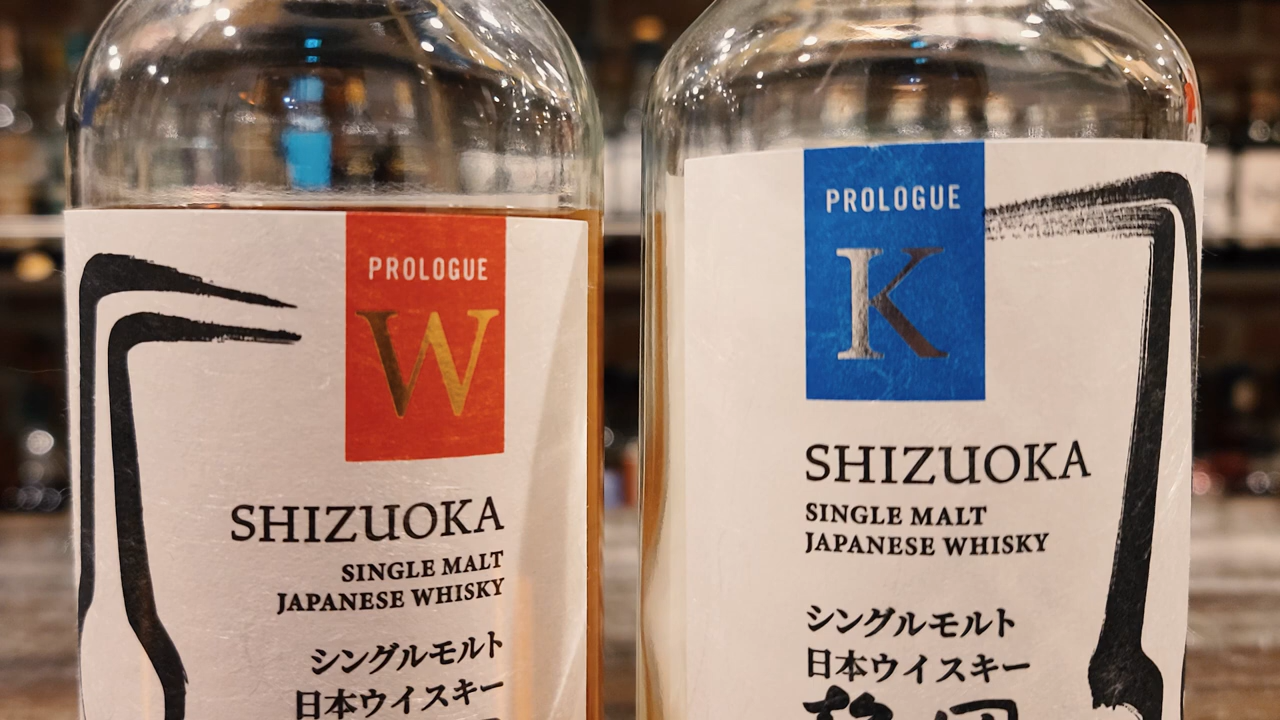 PROLOGUE
W
SHIZUOKA
SINGLE MALT
JAPANESE WHISKY
シングルモルト
日本ウイスキー
PROLOGUE
K
SHIZUOKA
SINGLE MALT
JAPANESE WHISKY
シングルモルト
日本ウイスキー
静岡